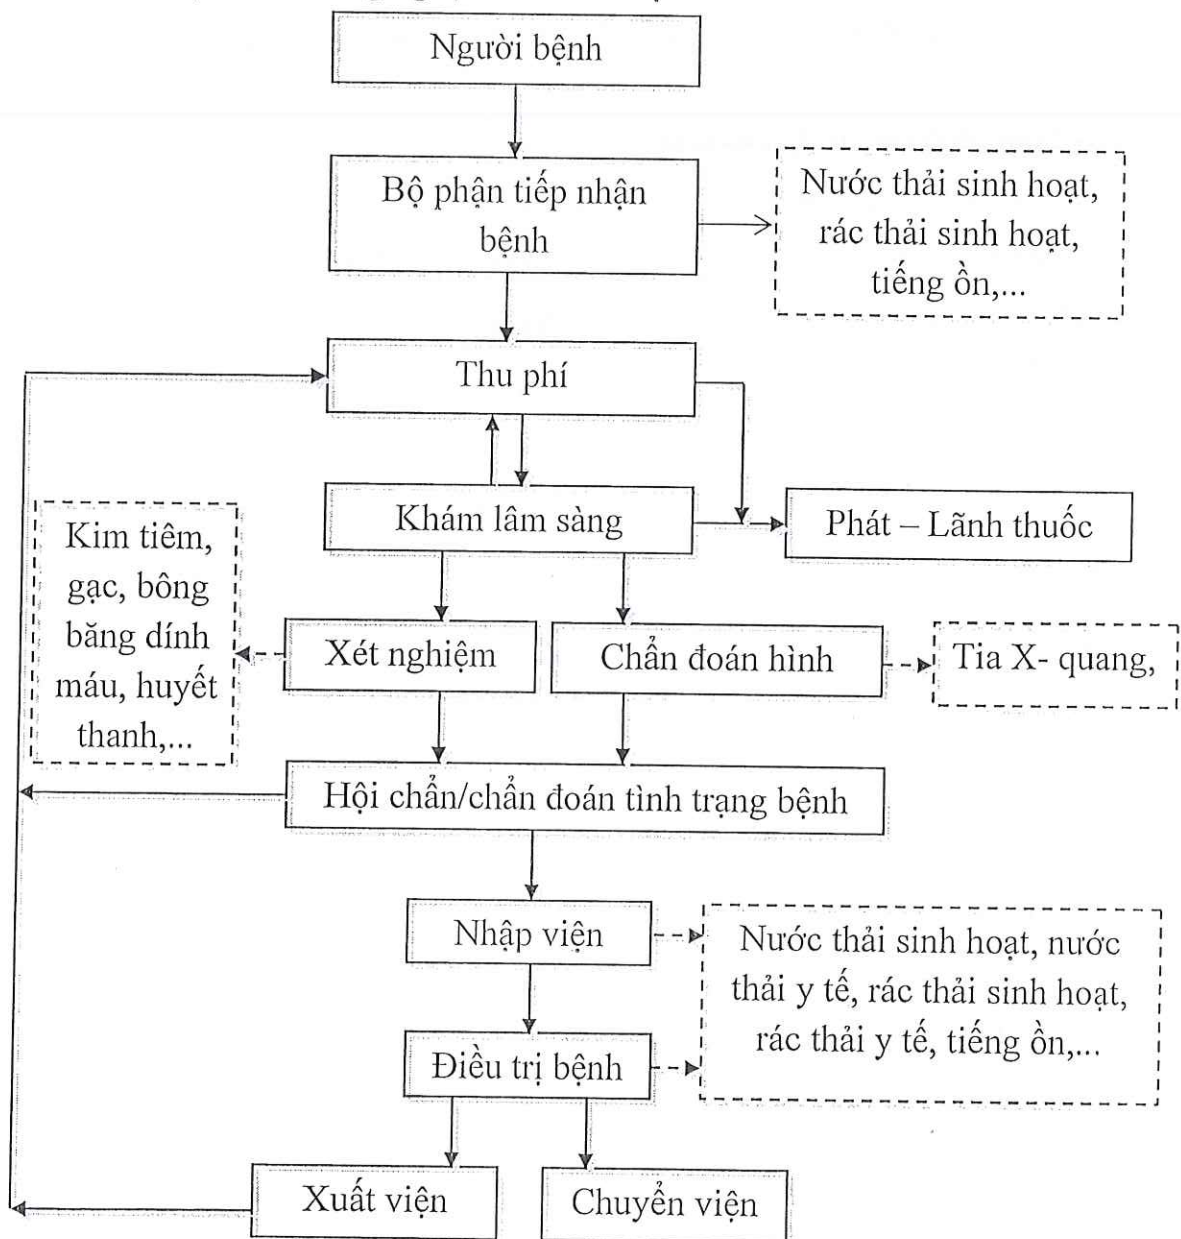 Người bệnh
Bộ phận tiếp nhận
bệnh
Nước thải sinh hoạt,
rác thải sinh hoạt,
tiếng ồn,...
Thu phí
Khám lâm sàng
Phát – Lãnh thuốc
Kim tiêm,
gạc, bông
băng dính
máu, huyết
thanh,...
Xét nghiệm
Chẩn đoán hình
Tia X- quang,
Hội chẩn/chẩn đoán tình trạng bệnh
Nhập viện
Nước thải sinh hoạt, nước
thải y tế, rác thải sinh hoạt,
rác thải y tế, tiếng ồn,...
Điều trị bệnh
Xuất viện
Chuyển viện